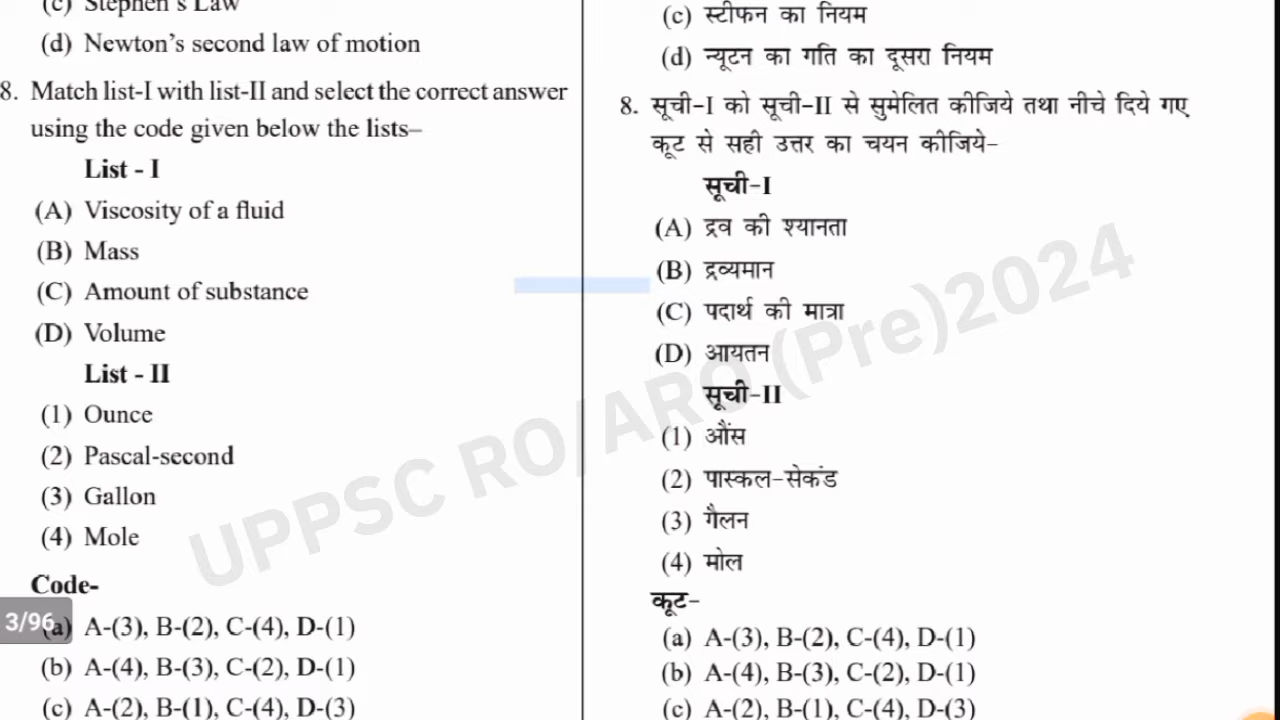 (c) Stephen's Law
(d) Newton's second law of motion
8. Match list-I with list-II and select the correct answer
using the code given below the lists–
List - I
(A) Viscosity of a fluid
(B) Mass
(C) Amount of substance
(D) Volume
List - II
(1) Ounce
(2) Pascal-second
(3) Gallon
(4) Mole
Code-
(a) A-(3), B-(2), C-(4), D-(1)
(b) A-(4), B-(3), C-(2), D-(1)
(c) A-(2), B-(1), C-(4), D-(3)
3/96
(c) स्टीफन का नियम
(d) न्यूटन का गति का दूसरा नियम
8. सूची-I को सूची-II से सुमेलित कीजिये तथा नीचे दिये गए
कूट से सही उत्तर का चयन कीजिये-
सूची-I
(A) द्रव की श्यानता
(B) द्रव्यमान
(C) पदार्थ की मात्रा
(D) आयतन
सूची-II
(1) औंस
(2) पास्कल-सेकंड
(3) गैलन
(4) मोल
कूट-
(a) A-(3), B-(2), C-(4), D-(1)
(b) A-(4), B-(3), C-(2), D-(1)
(c) A-(2), B-(1), C-(4), D-(3)
UPPSC RO/ARO (Pre)2024